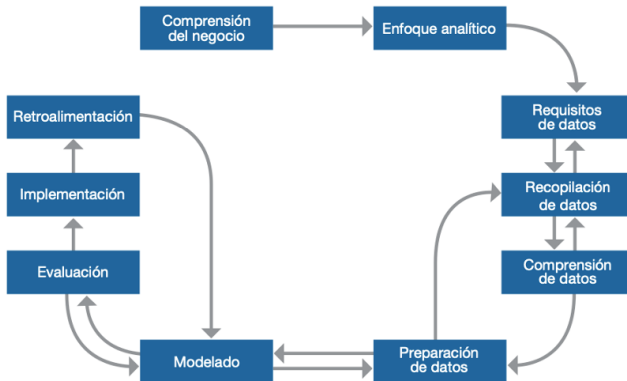 Comprensión
del negocio
Enfoque analítico
Retroalimentación
Requisitos
de datos
Implementación
Recopilación
de datos
Evaluación
Comprensión
de datos
Modelado
Preparación
de datos